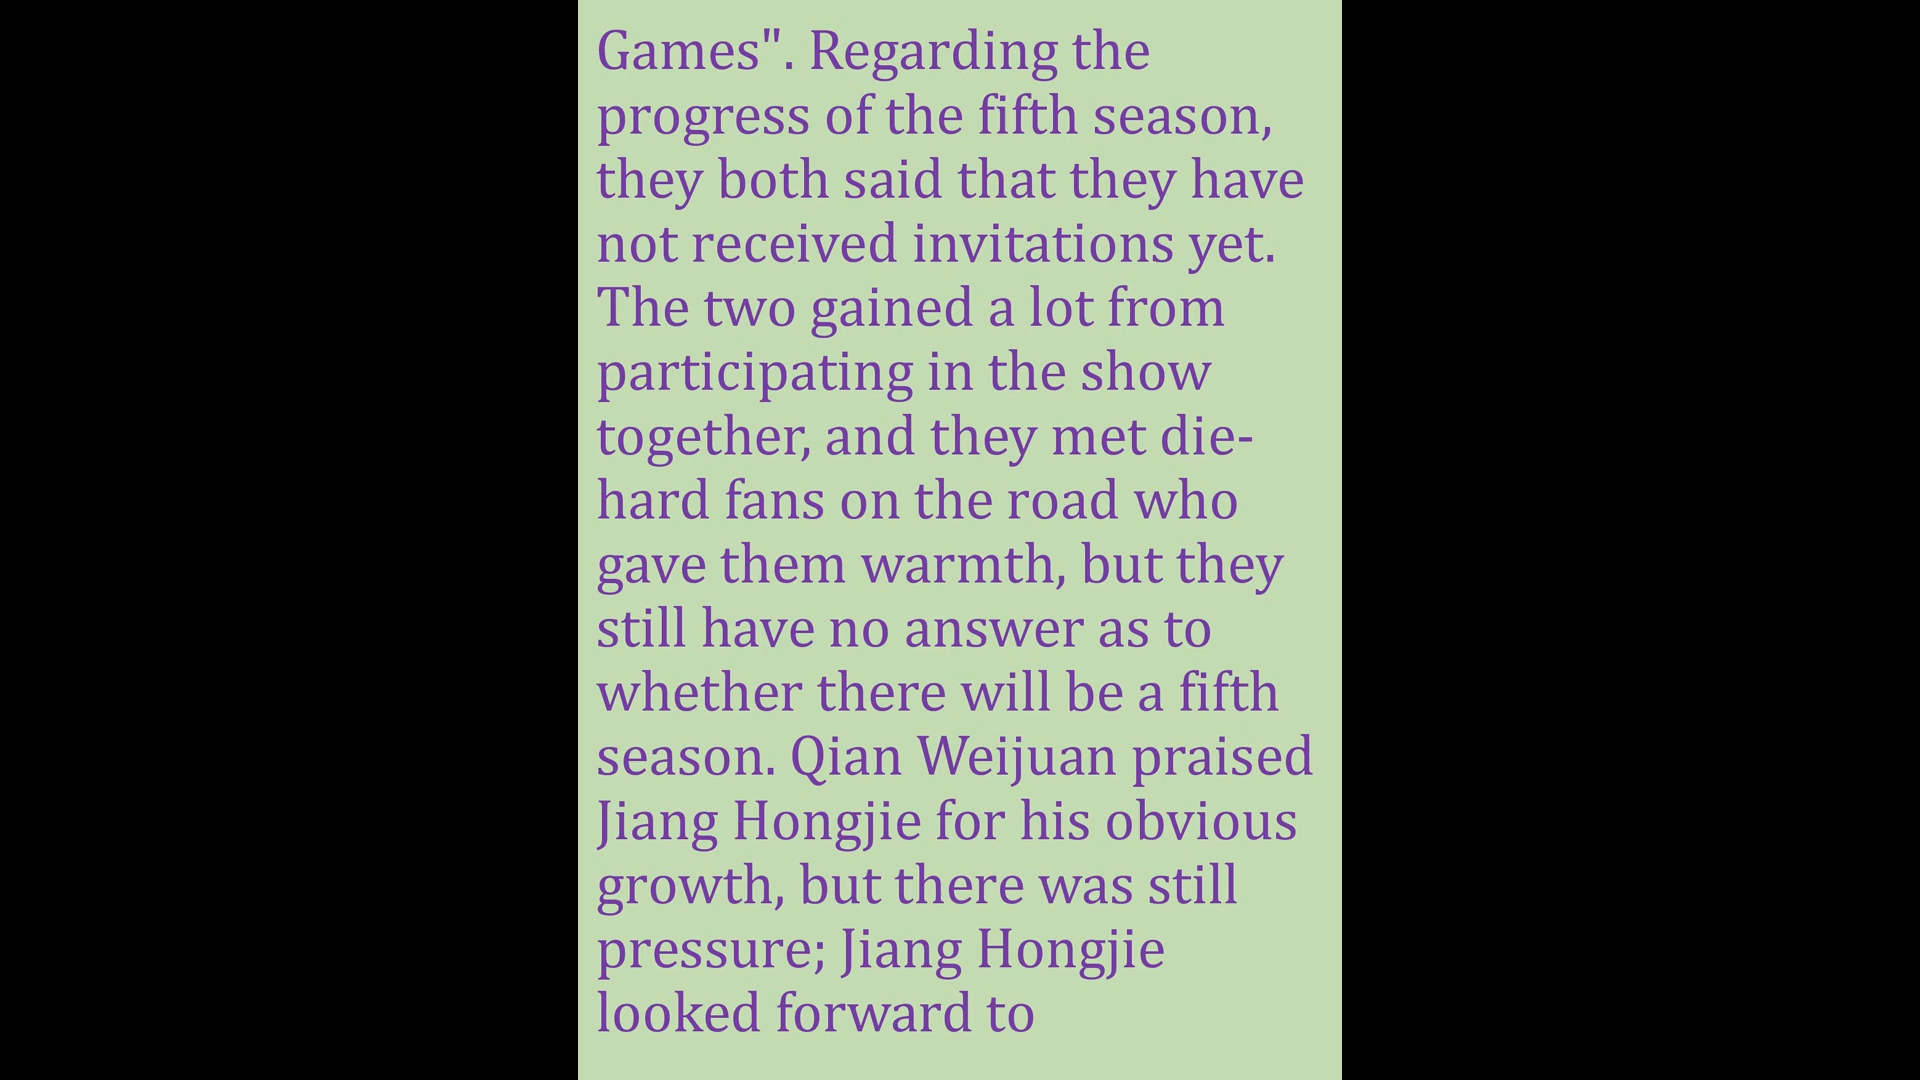 Games". Regarding the
progress of the fifth season,
they both said that they have
not received invitations yet.
The two gained a lot from
participating in the show
together, and they met die-
hard fans on the road who
gave them warmth, but they
still have no answer as to
whether there will be a fifth
season. Qian Weijuan praised
Jiang Hongjie for his obvious
growth, but there was still
pressure; Jiang Hongjie
looked forward to